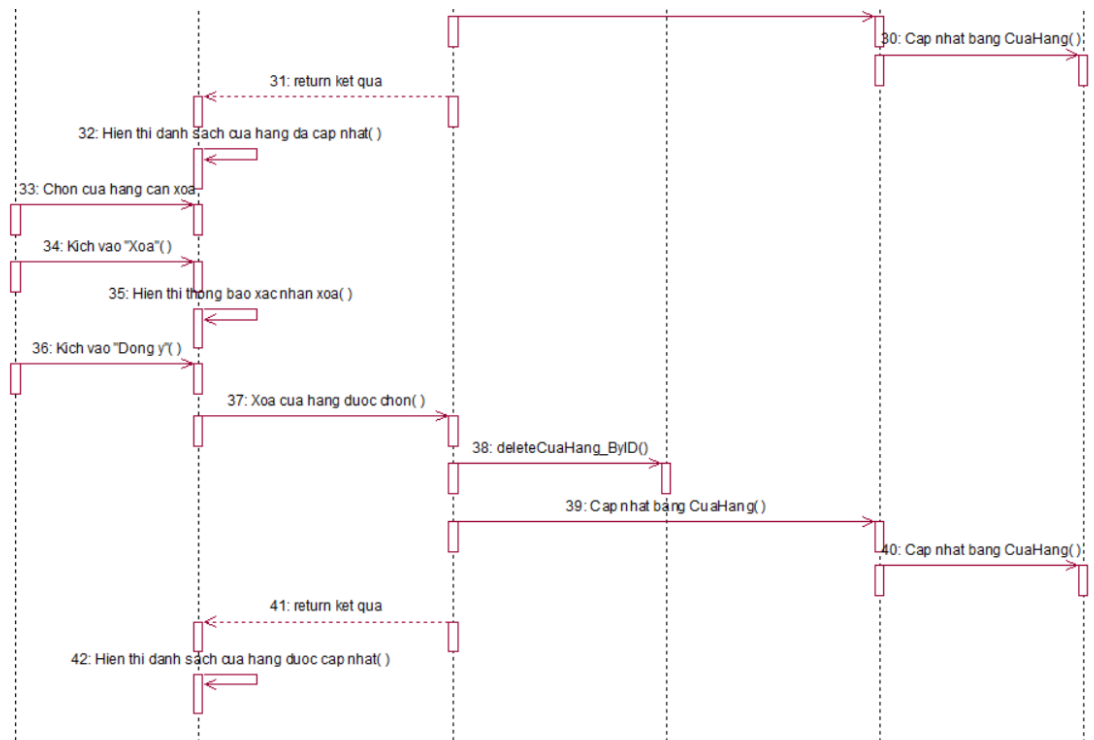 30: Cap nhat bang CuaHang( )
31: return ket qua
32: Hien thi danh sach cua hang da cap nhat( )
33: Chon cua hang can xoa
34: Kich vao "Xoa"( )
35: Hien thi thong bao xac nhan xoa( )
36: Kich vao "Dong y"( )
37: Xoa cua hang duoc chon( )
38: deleteCuaHang_ByID()
39: Cap nhat bang CuaHang( )
40: Cap nhat bang CuaHang( )
41: return ket qua
42: Hien thi danh sach cua hang duoc cap nhat( )